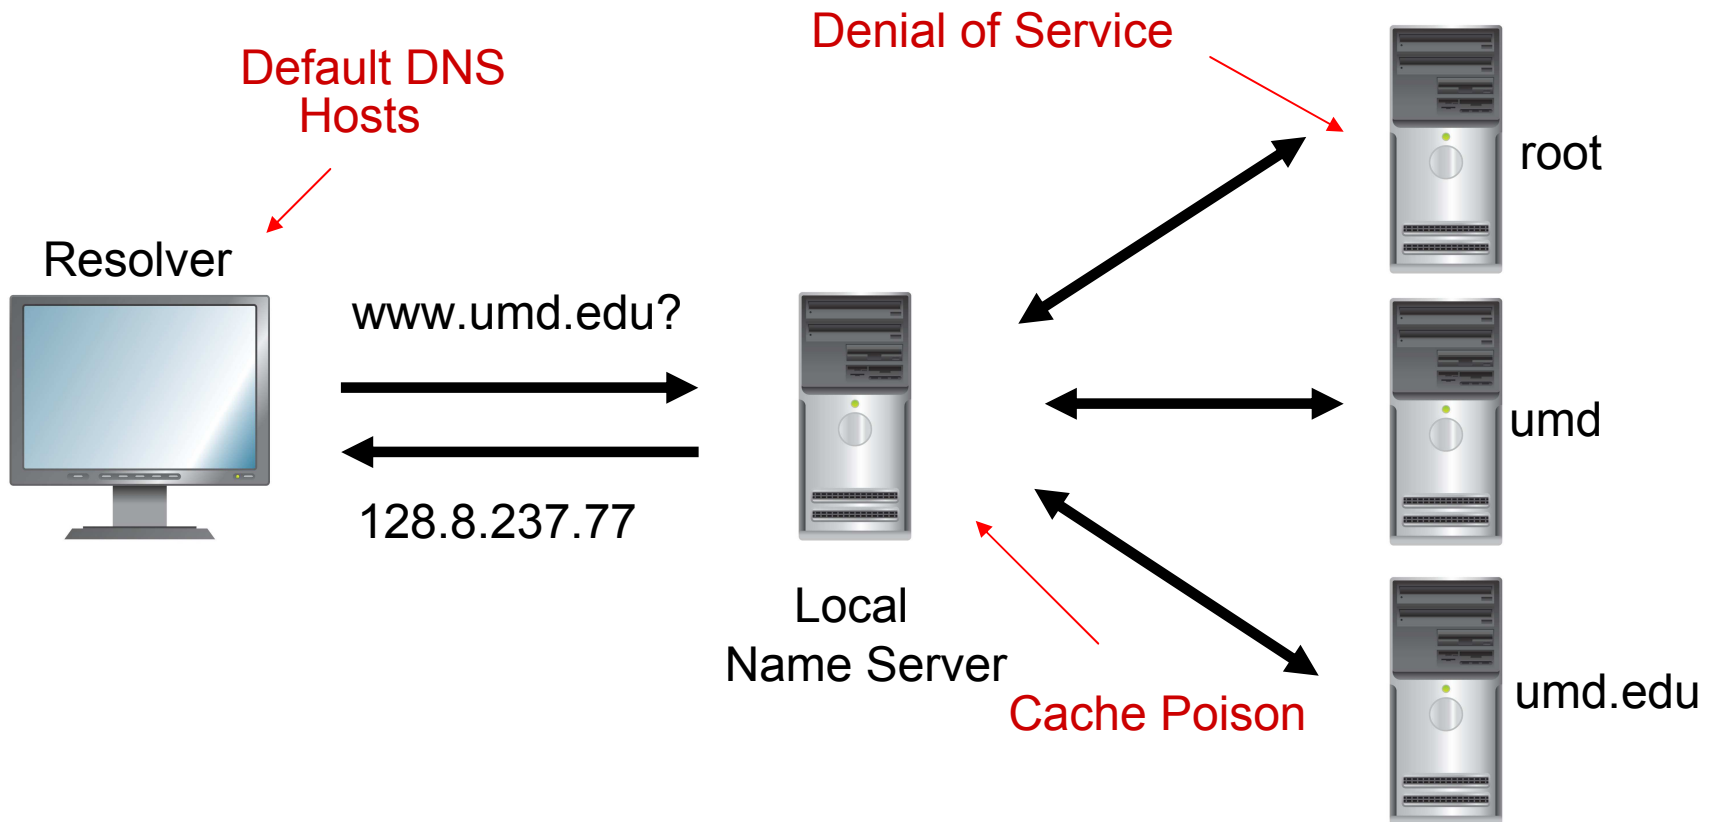 Denial of Service
Default DNS
Hosts
root
Resolver
www.umd.edu?
umd
128.8.237.77
Local
Name Server
umd.edu
Cache Poison